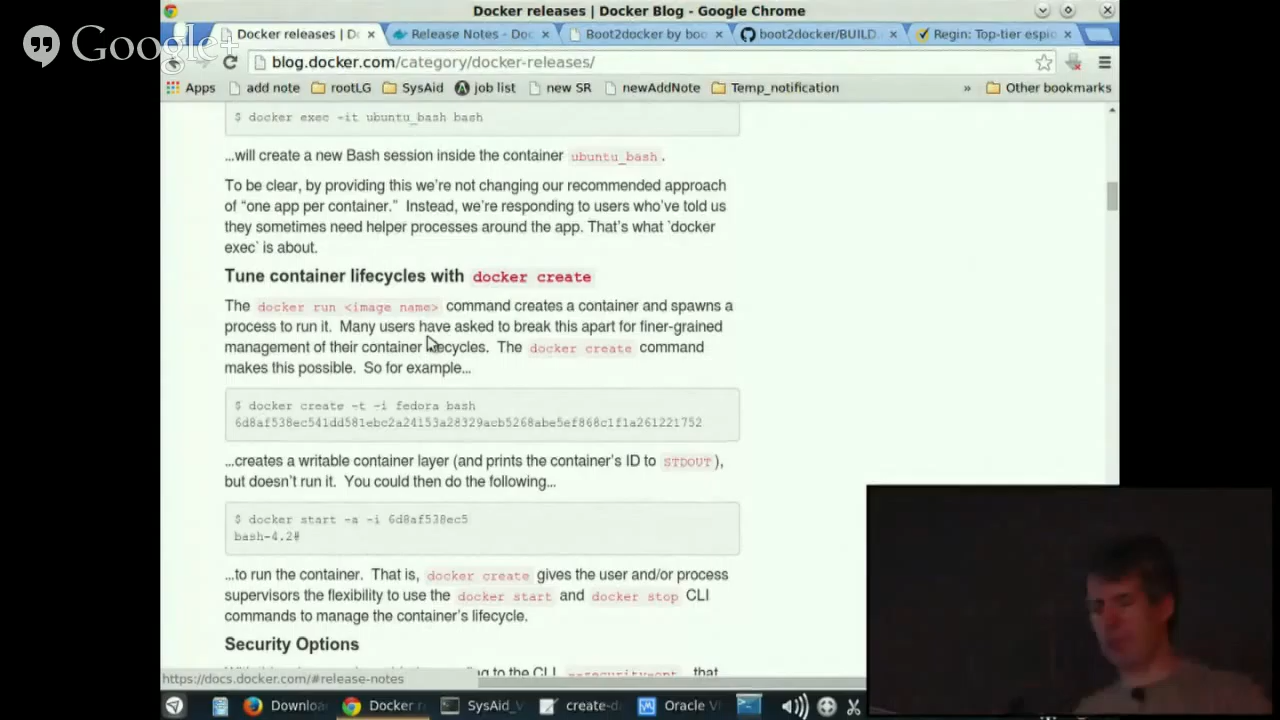 Docker releases | Docker Blog - Google Chrome
Google+
Docker releases | D
Release Notes - Doc
Boot2docker by boo
boot2docker/BUILD.
Regin: Top-tier espio
blog.docker.com/category/docker-releases/
Apps
add note
rootLG
SysAid
job list
new SR
newAddNote
Temp_notification
»
Other bookmarks
$ docker exec -it ubuntu_bash bash
…will create a new Bash session inside the container ubuntu_bash.
To be clear, by providing this we’re not changing our recommended approach
of “one app per container.” Instead, we’re responding to users who’ve told us
they sometimes need helper processes around the app. That’s what `docker
exec` is about.
Tune container lifecycles with docker create
The docker run <image name> command creates a container and spawns a
process to run it. Many users have asked to break this apart for finer-grained
management of their container lifecycles. The docker create command
makes this possible. So for example…
$ docker create -t -i fedora bash
6d8af538ec541dd581ebc2a24153a28329acb5268abe5ef868c1f1a261221752
…creates a writable container layer (and prints the container’s ID to STDOUT),
but doesn’t run it. You could then do the following…
$ docker start -a -i 6d8af538ec5
bash-4.2#
…to run the container. That is, docker create gives the user and/or process
supervisors the flexibility to use the docker start and docker stop CLI
commands to manage the container’s lifecycle.
Security Options
to the CLI, --security-opt, that
https://docs.docker.com/#release-notes
Downloa
Docker r
SysAid_V
create-d
Oracle V